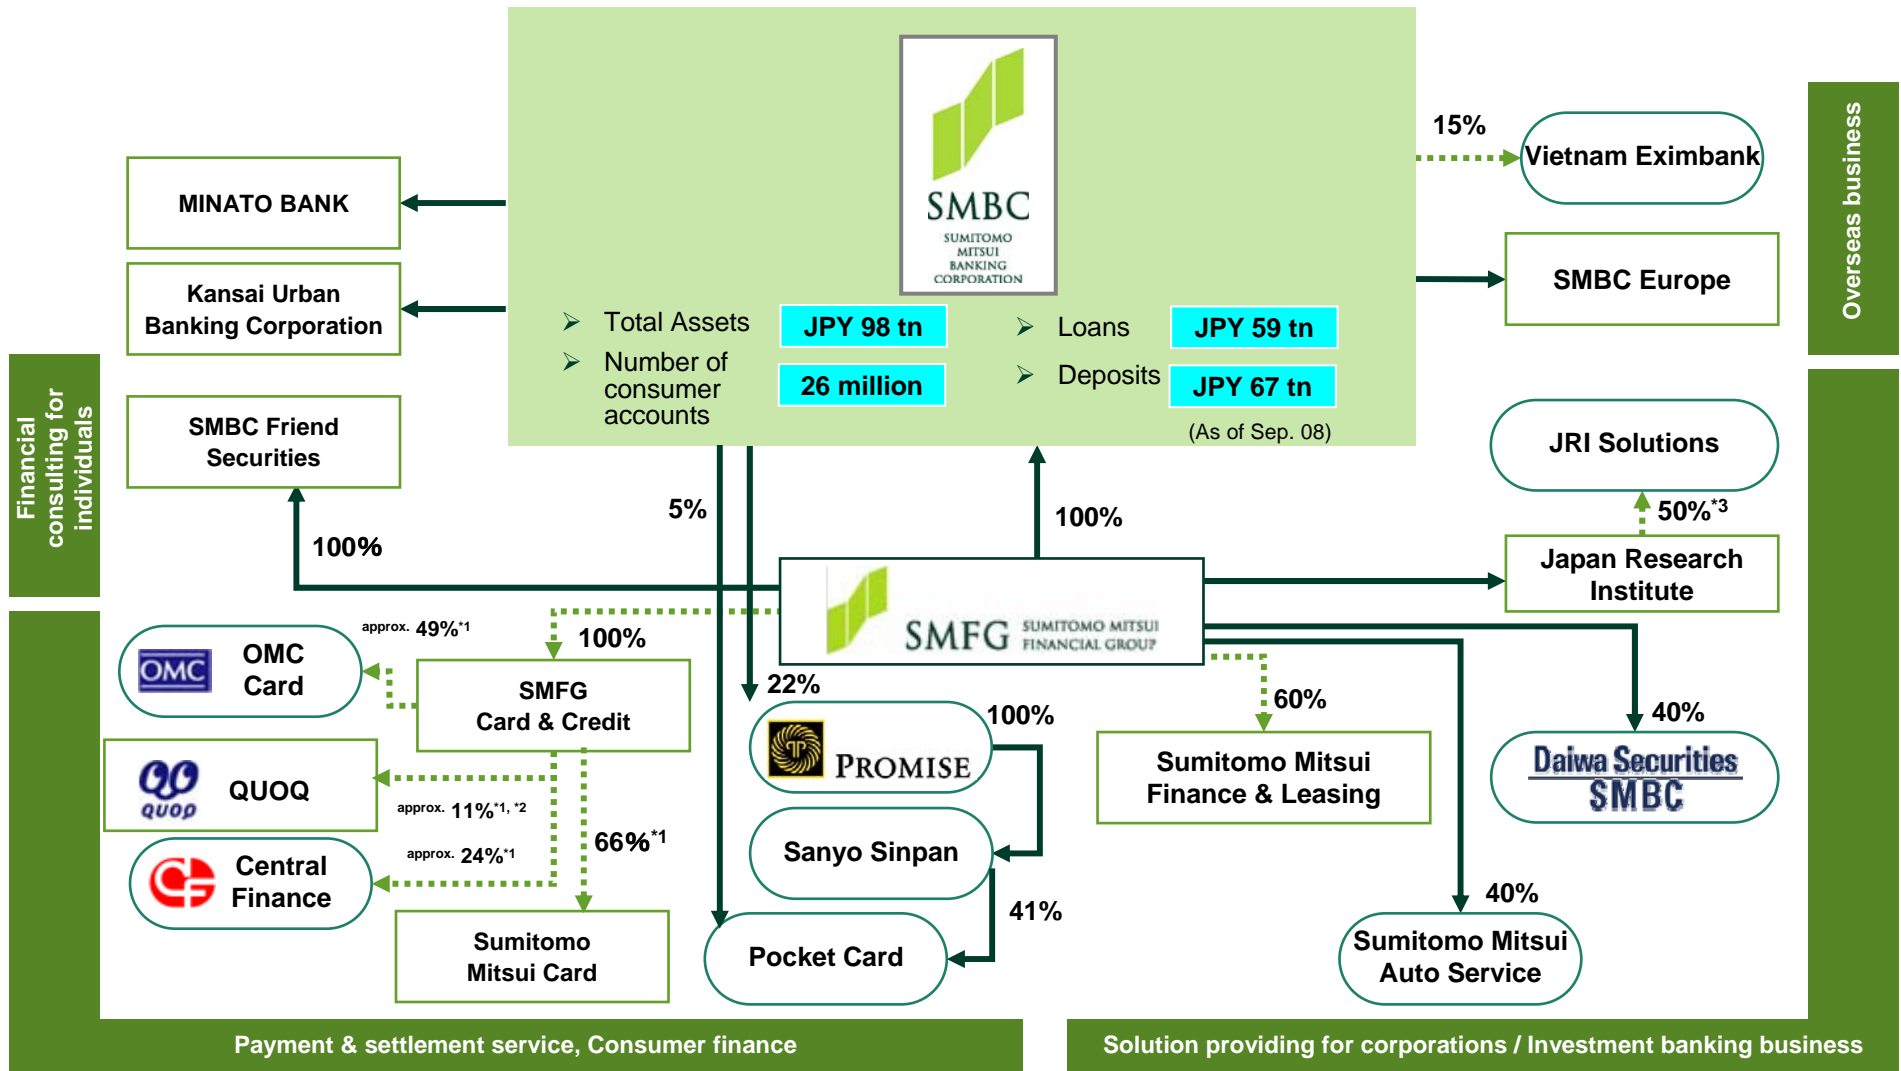 SMBC
SUMITOMO
MITSUI
BANKING
CORPORATION
Total Assets
JPY 98 tn
Number of
consumer
accounts
26 million
Loans
JPY 59 tn
Deposits
JPY 67 tn
(As of Sep. 08)
MINATO BANK
Kansai Urban
Banking Corporation
15%
Vietnam Eximbank
SMBC Europe
Overseas business
Financial
consulting for
individuals
SMBC Friend
Securities
100%
5%
100%
JRI Solutions
50%*3
Japan Research
Institute
SMFG
SUMITOMO MITSUI
FINANCIAL GROUP
approx. 49%*1
100%
OMC
OMC
Card
SMFG
Card & Credit
22%
PROMISE
100%
60%
Sumitomo Mitsui
Finance & Leasing
40%
Daiwa Securities
SMBC
QUOQ
QUOQ
approx. 11%*1, *2
66%*1
approx. 24%*1
Central
Finance
Sanyo Sinpan
41%
Sumitomo
Mitsui Card
Pocket Card
40%
Sumitomo Mitsui
Auto Service
Payment & settlement service, Consumer finance
Solution providing for corporations / Investment banking business